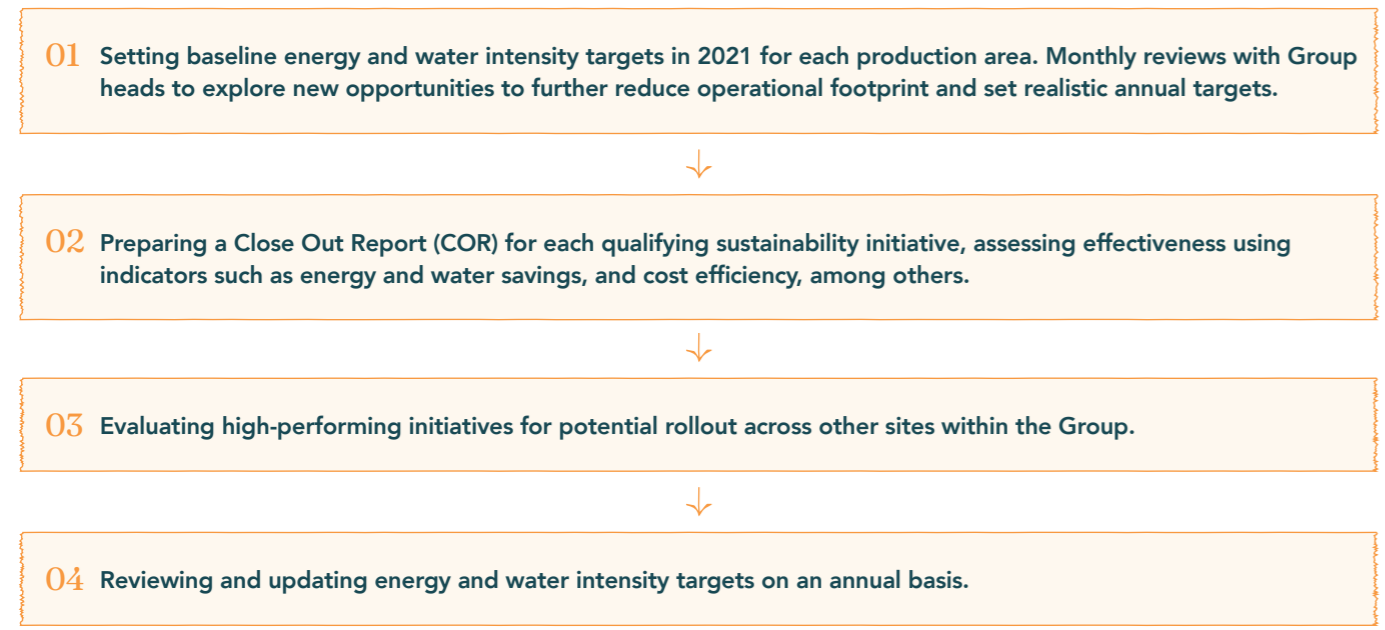 01 Setting baseline energy and water intensity targets in 2021 for each production area. Monthly reviews with Group
heads to explore new opportunities to further reduce operational footprint and set realistic annual targets.
02 Preparing a Close Out Report (COR) for each qualifying sustainability initiative, assessing effectiveness using
indicators such as energy and water savings, and cost efficiency, among others.
03 Evaluating high-performing initiatives for potential rollout across other sites within the Group.
04 Reviewing and updating energy and water intensity targets on an annual basis.